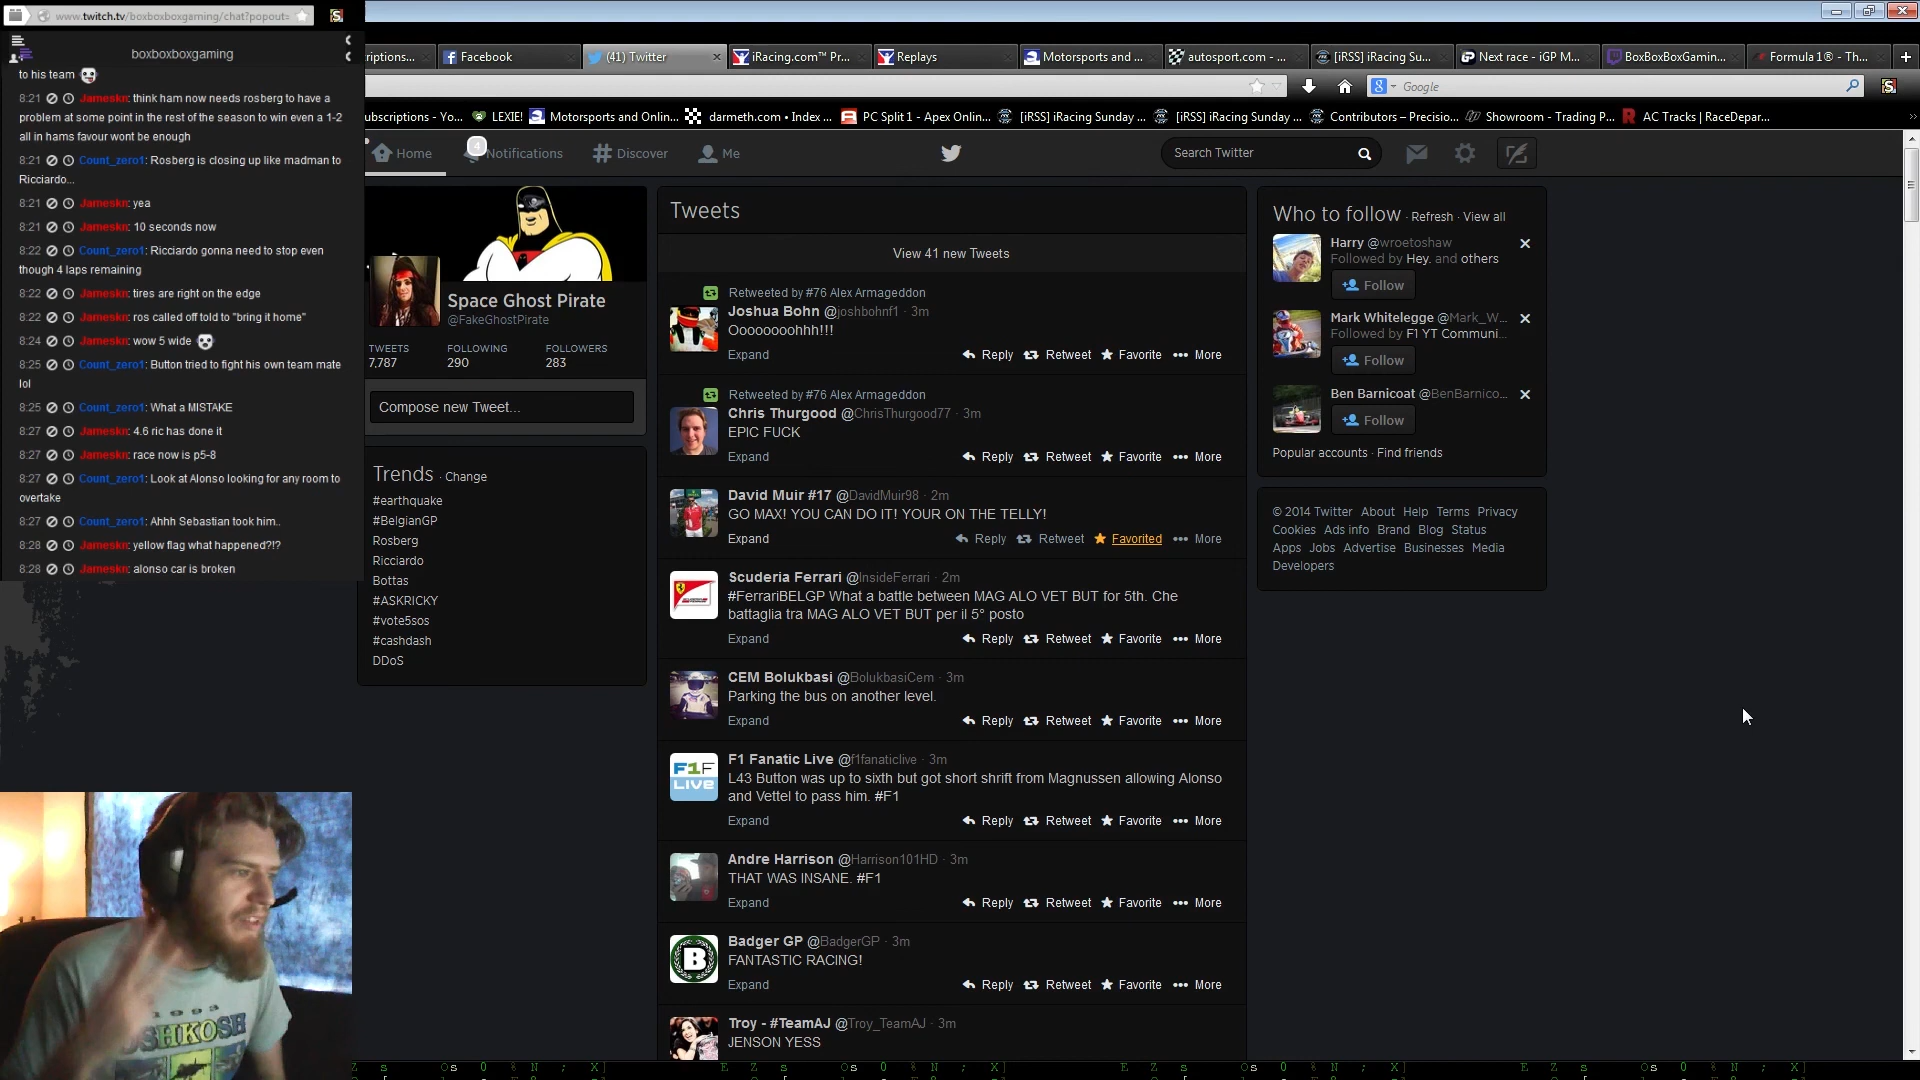 www.twitch.tv/boxboxboxgaming/chat?popout=
boxboxboxgaming
to his team
8:21 Jameskn: think ham now needs rosberg to have a
problem at some point in the rest of the season to win even a 1-2
all in hams favour wont be enough
8:21 Count_zero1: Rosberg is closing up like madman to
Ricciardo...
8:21 Jameskn: yea
8:21 Jameskn: 10 seconds now
8:22 Count_zero1: Ricciardo gonna need to stop even
though 4 laps remaining
8:22 Jameskn: tires are right on the edge
8:22 Jameskn: ros called off told to "bring it home"
8:24 Jameskn: wow 5 wide
8:25 Count_zero1: Button tried to fight his own team mate
lol
8:25 Count_zero1: What a MISTAKE
8:27 Jameskn: 4.6 ric has done it
8:27 Jameskn: race now is p5-8
8:27 Count_zero1: Look at Alonso looking for any room to
overtake
8:27 Count_zero1: Ahhh Sebastian took him..
8:28 Jameskn: yellow flag what happened?!?
8:28 Jameskn: alonso car is broken
riptions...
Facebook
(41) Twitter
iRacing.com™ Pr...
Replays
Motorsports and ...
autosport.com - ...
[iRSS] iRacing Su...
Next race - iGP M...
BoxBoxBoxGamin...
Formula 1® - Th...
Google
ubscriptions - Yo...
LEXIE!
Motorsports and Onlin...
darmeth.com • Index ...
PC Split 1 - Apex Onlin...
[iRSS] iRacing Sunday ...
[iRSS] iRacing Sunday ...
Contributors – Precisio...
Showroom - Trading P...
AC Tracks | RaceDepar...
Home
4
Notifications
Discover
Me
Search Twitter
Space Ghost Pirate
@FakeGhostPirate
TWEETS FOLLOWING FOLLOWERS
7,787 290 283
Compose new Tweet...
Trends · Change
#earthquake
#BelgianGP
Rosberg
Ricciardo
Bottas
#ASKRICKY
#vote5sos
#cashdash
DDoS
Tweets
View 41 new Tweets
Retweeted by #76 Alex Armageddon
Joshua Bohn @joshbohnf1 · 3m
Oooooooohhh!!!
Expand Reply Retweet Favorite More
Retweeted by #76 Alex Armageddon
Chris Thurgood @ChrisThurgood77 · 3m
EPIC FUCK
Expand Reply Retweet Favorite More
David Muir #17 @DavidMuir98 · 2m
GO MAX! YOU CAN DO IT! YOUR ON THE TELLY!
Expand Reply Retweet Favorited More
Scuderia Ferrari @InsideFerrari · 2m
#FerrariBELGP What a battle between MAG ALO VET BUT for 5th. Che
battaglia tra MAG ALO VET BUT per il 5° posto
Expand Reply Retweet Favorite More
CEM Bolukbasi @BolukbasiCem · 3m
Parking the bus on another level.
Expand Reply Retweet Favorite More
F1F LIVE
F1 Fanatic Live @f1fanaticlive · 3m
L43 Button was up to sixth but got short shrift from Magnussen allowing Alonso
and Vettel to pass him. #F1
Expand Reply Retweet Favorite More
Andre Harrison @Harrison101HD · 3m
THAT WAS INSANE. #F1
Expand Reply Retweet Favorite More
B
Badger GP @BadgerGP · 3m
FANTASTIC RACING!
Expand Reply Retweet Favorite More
Troy - #TeamAJ @Troy_TeamAJ · 3m
JENSON YESS
Who to follow · Refresh · View all
Harry @wroetoshaw
Followed by Hey. and others
Follow
Mark Whitelegge @Mark_W...
Followed by F1 YT Communi...
Follow
Ben Barnicoat @BenBarnico...
Follow
Popular accounts · Find friends
© 2014 Twitter About Help Terms Privacy
Cookies Ads info Brand Blog Status
Apps Jobs Advertise Businesses Media
Developers
1993
OSHKOSH